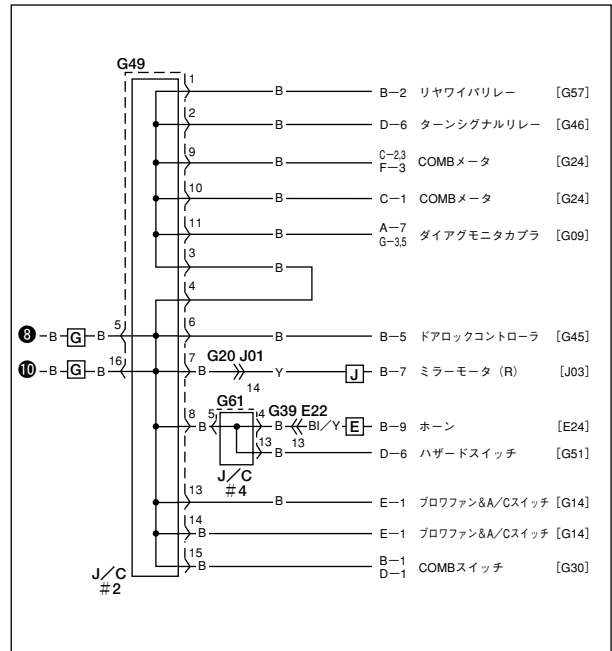 G49
1 B B−2 リヤワイパリレー [G57]
2 B D−6 ターンシグナルリレー [G46]
9 B C−2,3 F−3 COMBメータ [G24]
10 B C−1 COMBメータ [G24]
11 B A−7 G−3,5 ダイアグモニタカプラ [G09]
3 B
4
8 B G B 5 6 B B−5 ドアロックコントローラ [G45]
10 B G B 16 7 B G20 J01 14 Y J B−7 ミラーモータ (R) [J03]
G61
8 B 5 4 B G39 E22 13 Bl/Y E B−9 ホーン [E24]
13 B D−6 ハザードスイッチ [G51]
J/C #4
13 B E−1 ブロワファン&A/Cスイッチ [G14]
14 B E−1 ブロワファン&A/Cスイッチ [G14]
15 B B−1 D−1 COMBスイッチ [G30]
J/C #2